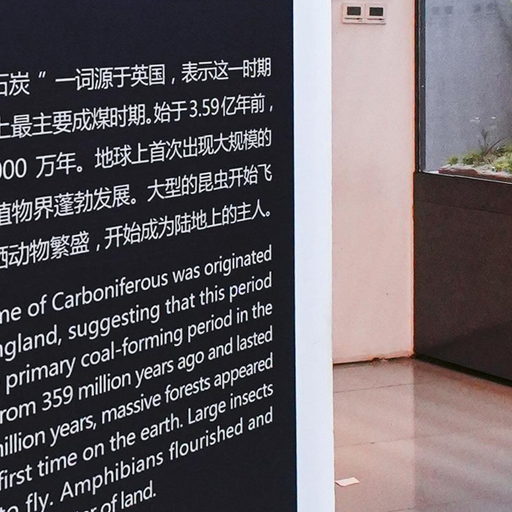 石炭“一词源于英国，表示这一时期
上最主要成煤时期。始于3.59亿年前，
000 万年。地球上首次出现大规模的
植物界蓬勃发展。大型的昆虫开始飞
栖动物繁盛，开始成为陆地上的主人。
me of Carboniferous was originated
ngland, suggesting that this period
primary coal-forming period in the
rom 359 million years ago and lasted
million years, massive forests appeared
first time on the earth. Large insects
to fly. Amphibians flourished and
er of land.